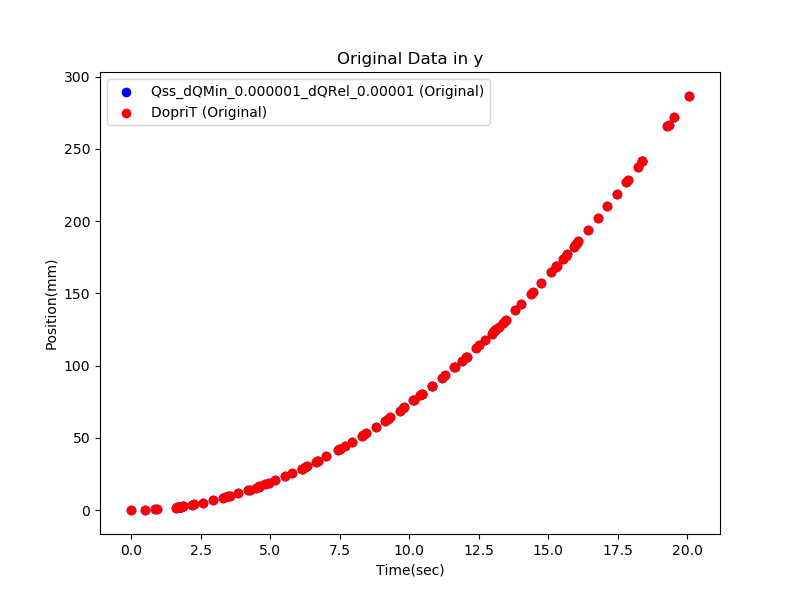 Original Data in y
Qss_dQMin_0.000001_dQRel_0.00001 (Original)
DopriT (Original)
300
250
200
150
100
50
0
Position(mm)
0.0 2.5 5.0 7.5 10.0 12.5 15.0 17.5 20.0
Time(sec)